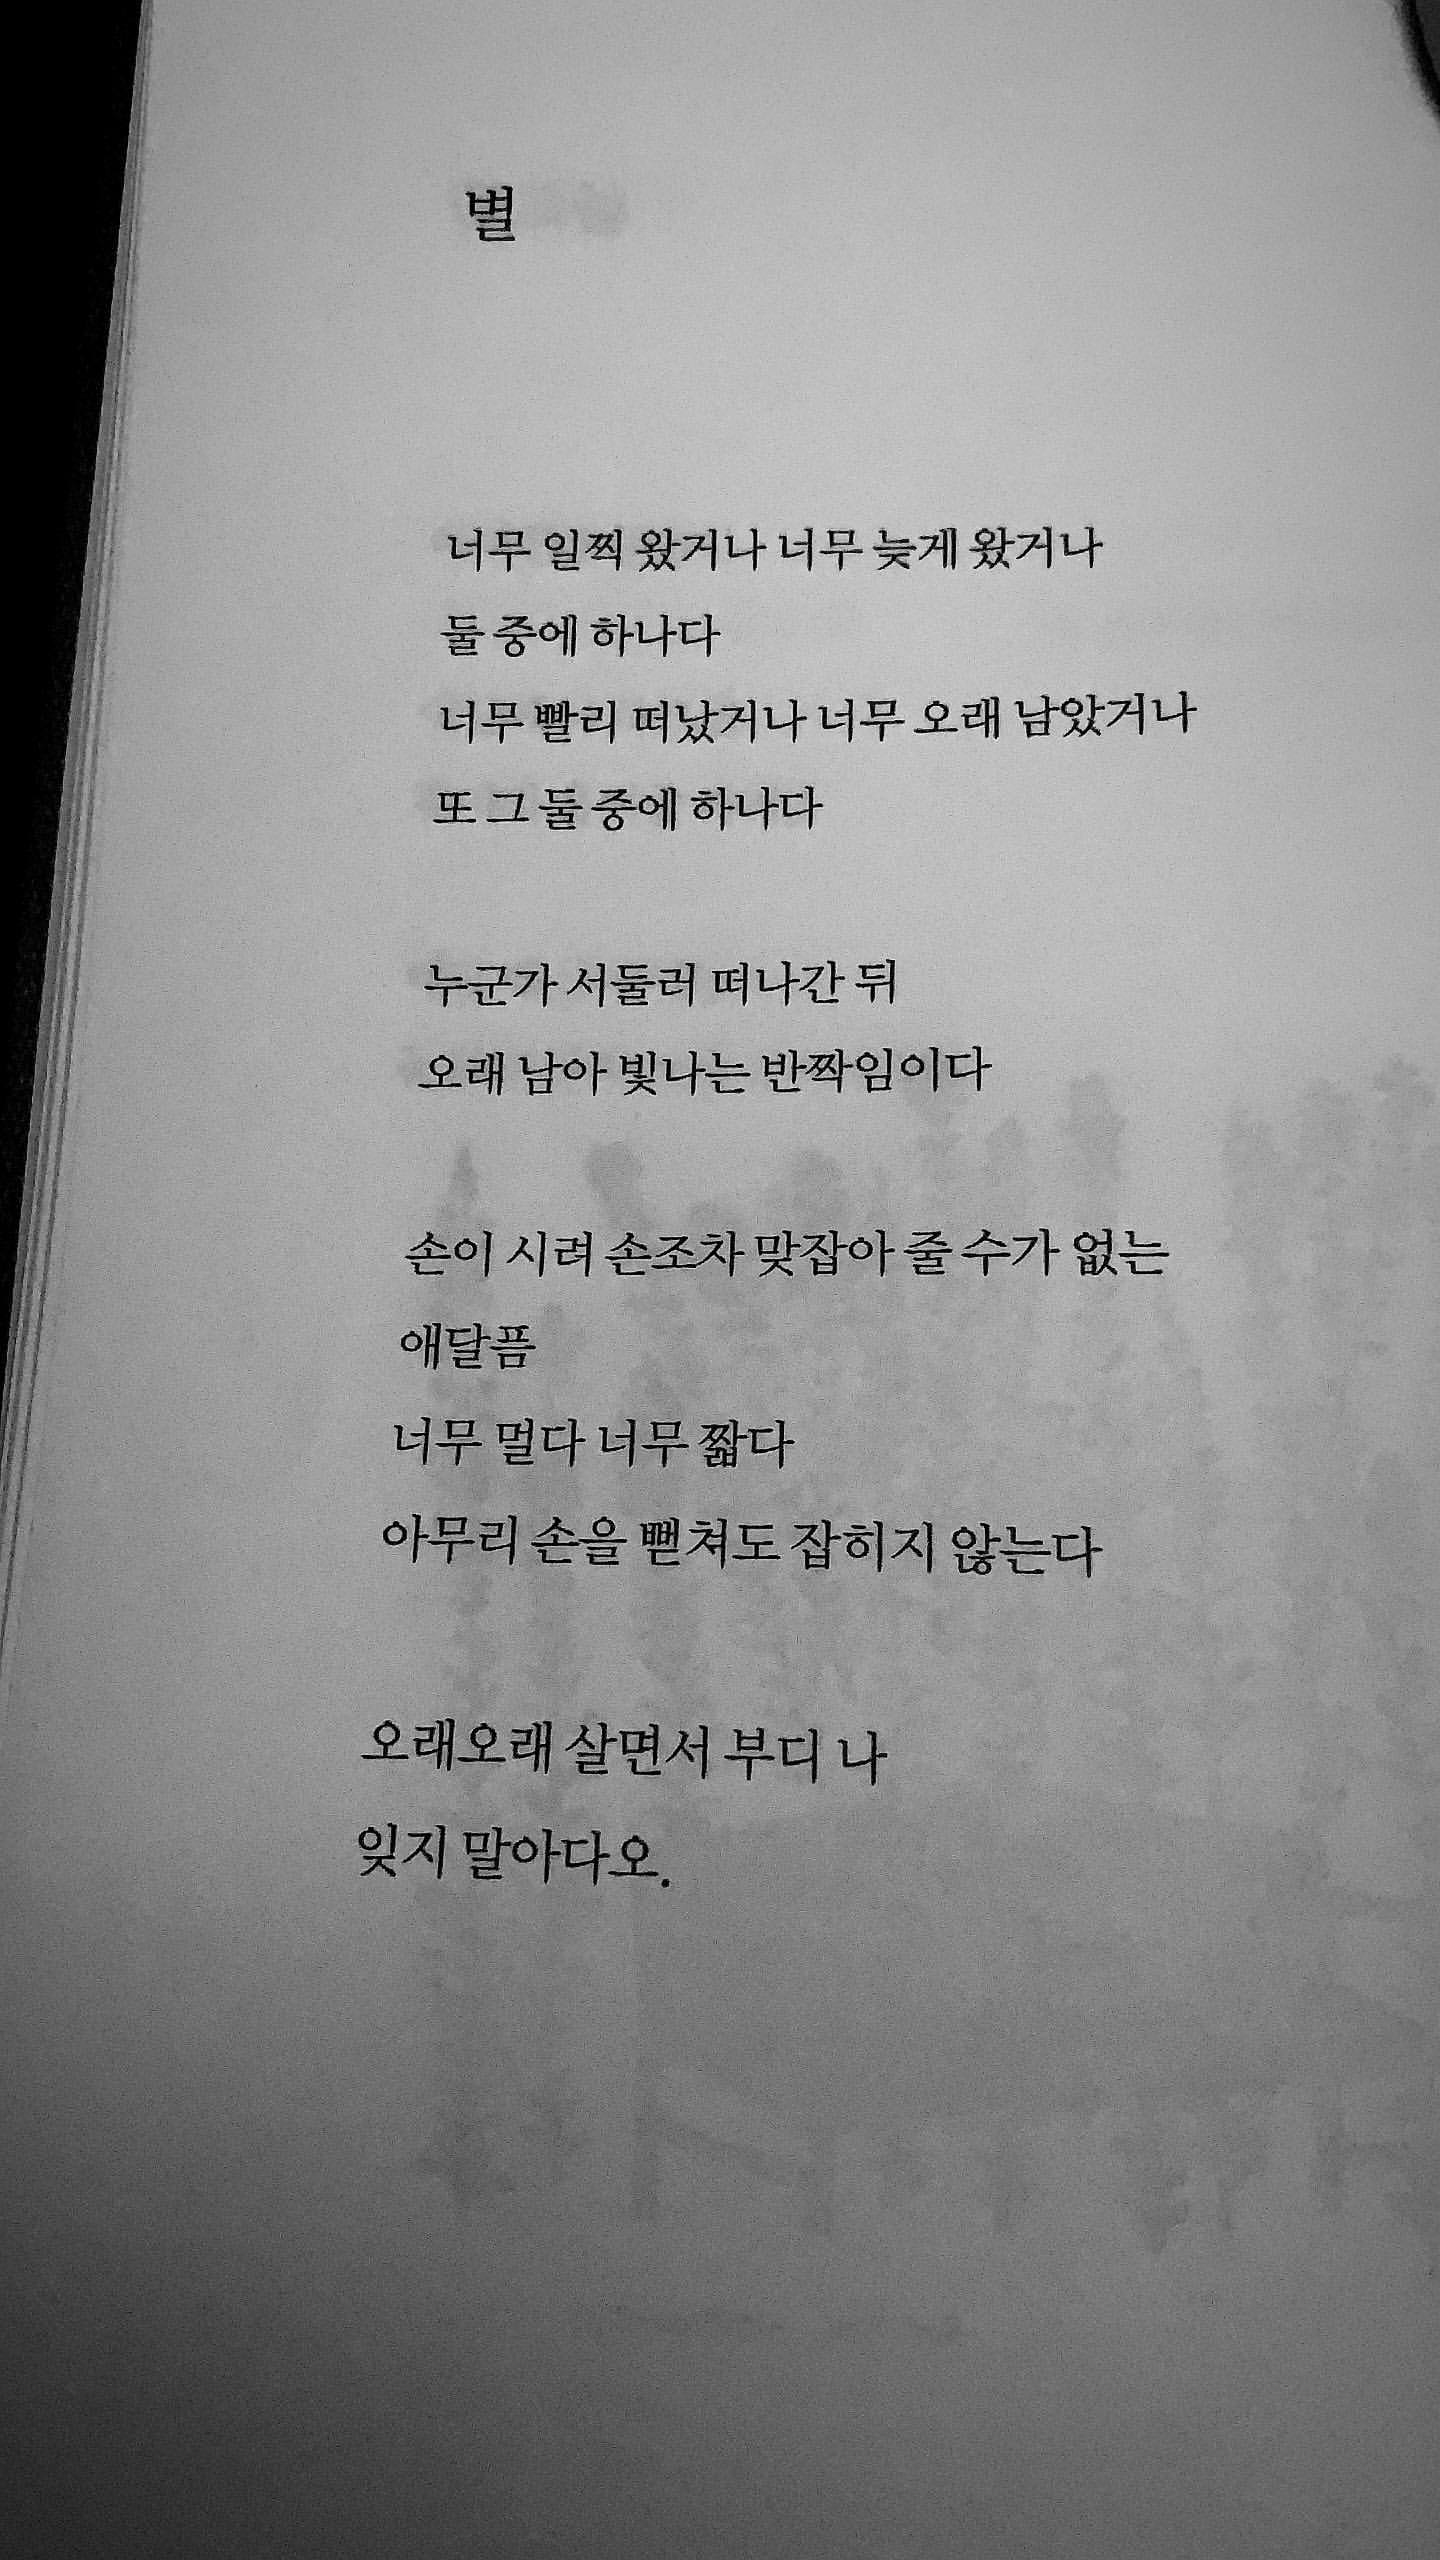 별
너무 일찍 왔거나 너무 늦게 왔거나
둘 중에 하나다
너무 빨리 떠났거나 너무 오래 남았거나
또 그 둘 중에 하나다
누군가 서둘러 떠나간 뒤
오래 남아 빛나는 반짝임이다
손이 시려 손조차 맞잡아 줄 수가 없는
애달픔
너무 멀다 너무 짧다
아무리 손을 뻗쳐도 잡히지 않는다
오래오래 살면서 부디 나
잊지 말아다오.